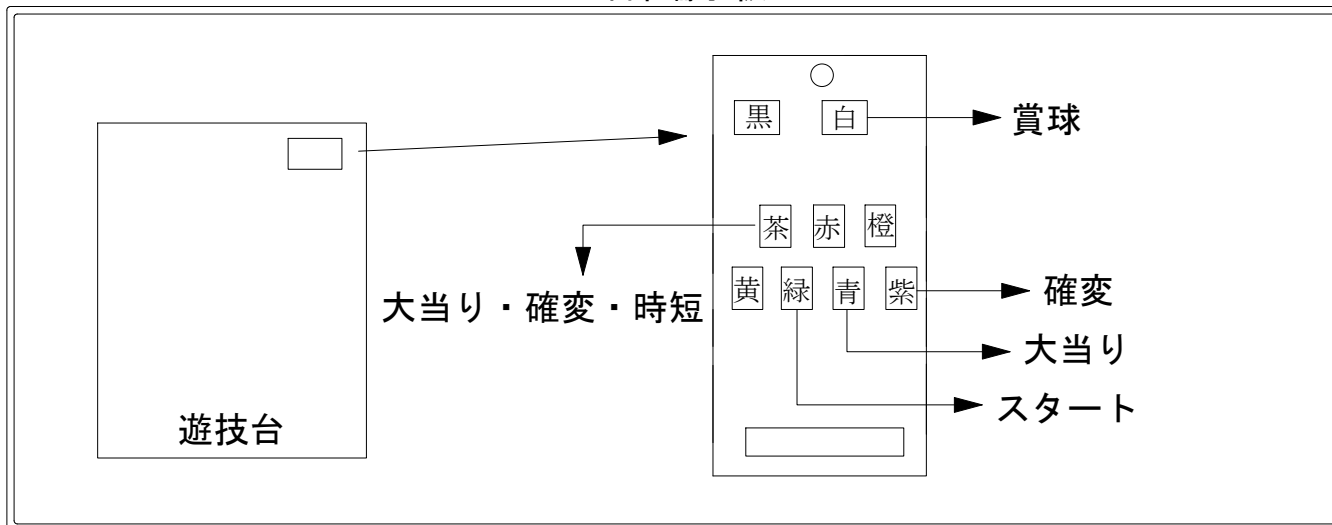 黒 白 賞球
茶 赤 橙
黄 緑 青 紫 確変
大当り・確変・時短
大当り
スタート
遊技台